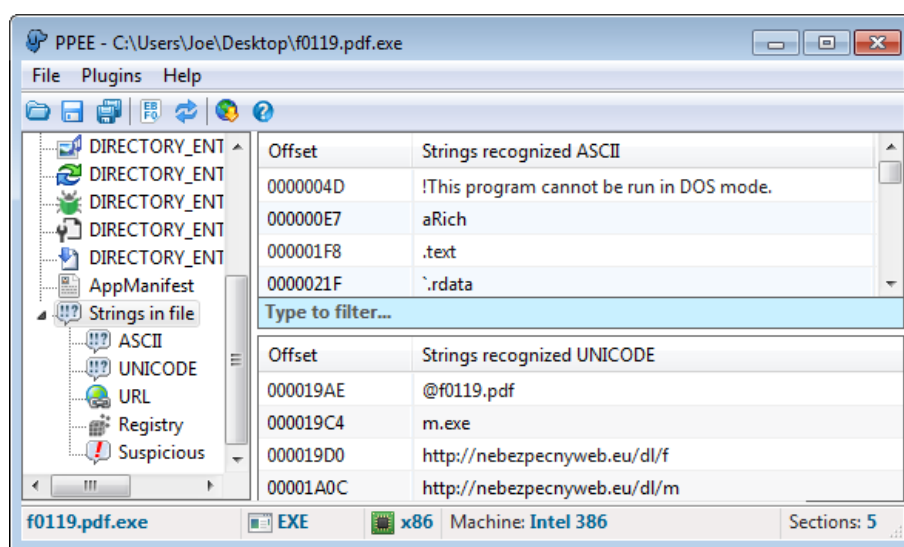 PPEE - C:\Users\Joe\Desktop\f0119.pdf.exe
File Plugins Help
DIRECTORY_ENT
DIRECTORY_ENT
DIRECTORY_ENT
DIRECTORY_ENT
DIRECTORY_ENT
AppManifest
Strings in file
ASCII
UNICODE
URL
Registry
Suspicious
Offset Strings recognized ASCII
0000004D !This program cannot be run in DOS mode.
000000E7 aRich
000001F8 .text
0000021F `.rdata
Type to filter...
Offset Strings recognized UNICODE
000019AE @f0119.pdf
000019C4 m.exe
000019D0 http://nebezpecnyweb.eu/dl/f
00001A0C http://nebezpecnyweb.eu/dl/m
f0119.pdf.exe EXE x86 Machine: Intel 386 Sections: 5